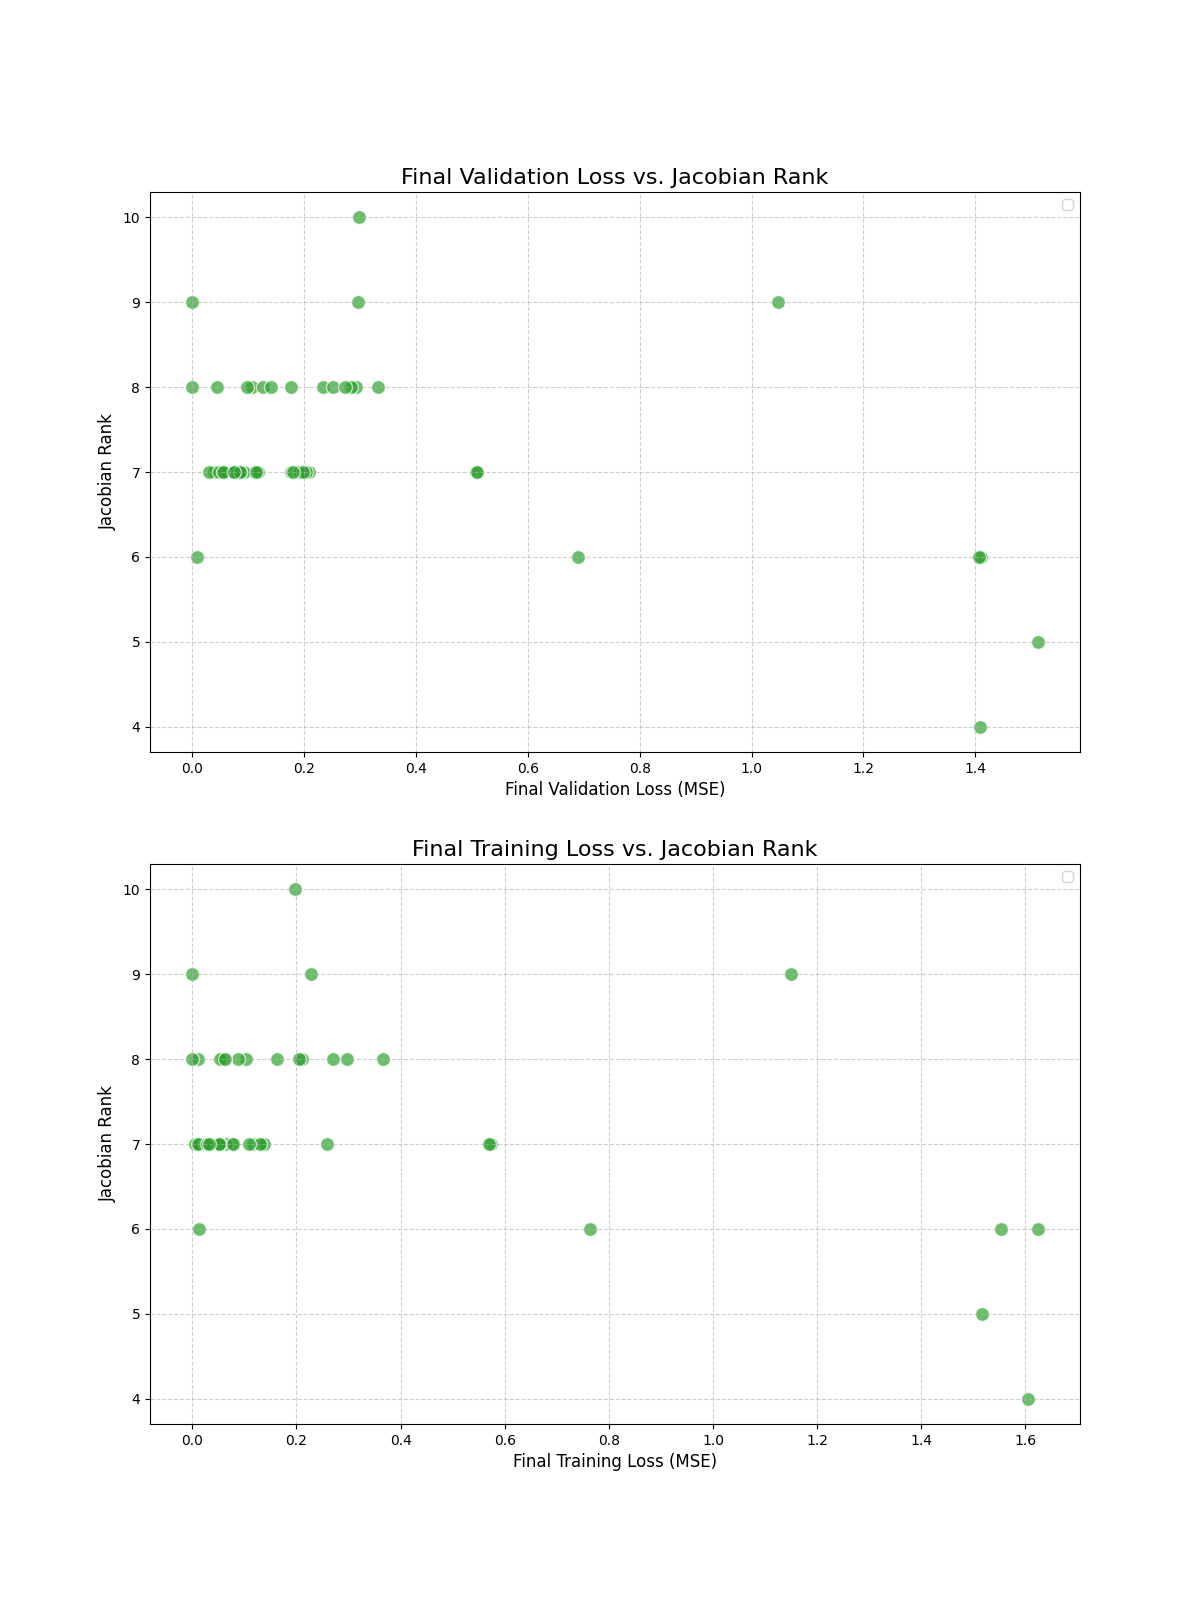 Final Validation Loss vs. Jacobian Rank
10
9
8
7
6
5
4
Jacobian Rank
0.0 0.2 0.4 0.6 0.8 1.0 1.2 1.4
Final Validation Loss (MSE)
Final Training Loss vs. Jacobian Rank
10
9
8
7
6
5
4
Jacobian Rank
0.0 0.2 0.4 0.6 0.8 1.0 1.2 1.4 1.6
Final Training Loss (MSE)